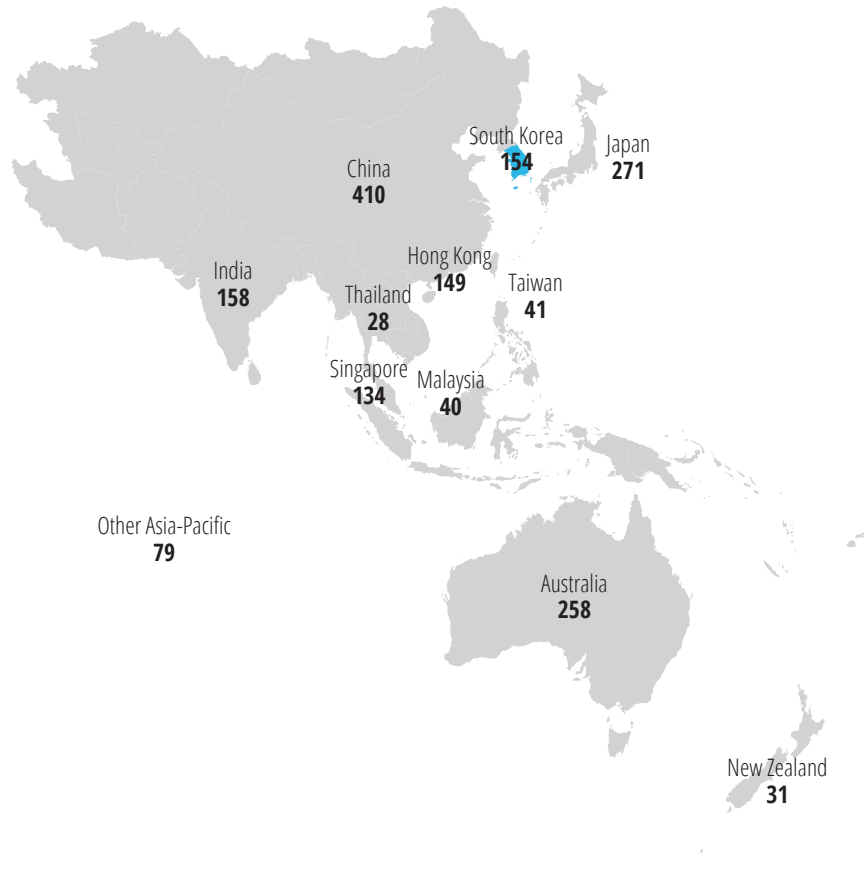 South Korea
154
Japan
271
China
410
Hong Kong
149
India
158
Taiwan
41
Thailand
28
Singapore
134
Malaysia
40
Other Asia-Pacific
79
Australia
258
New Zealand
31